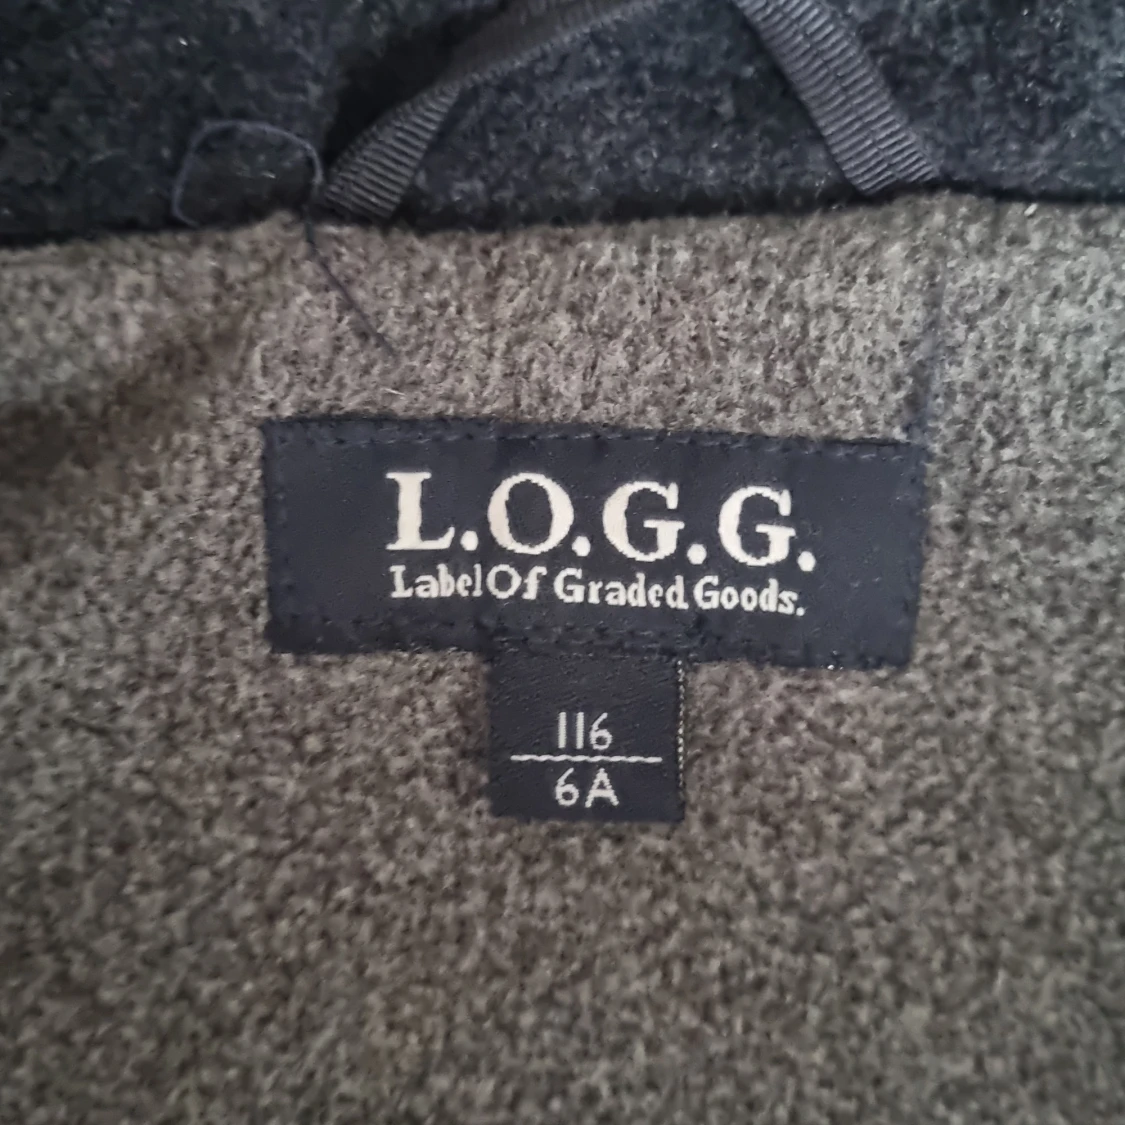 L.O.G.G.
Label Of Graded Goods.
116
6A